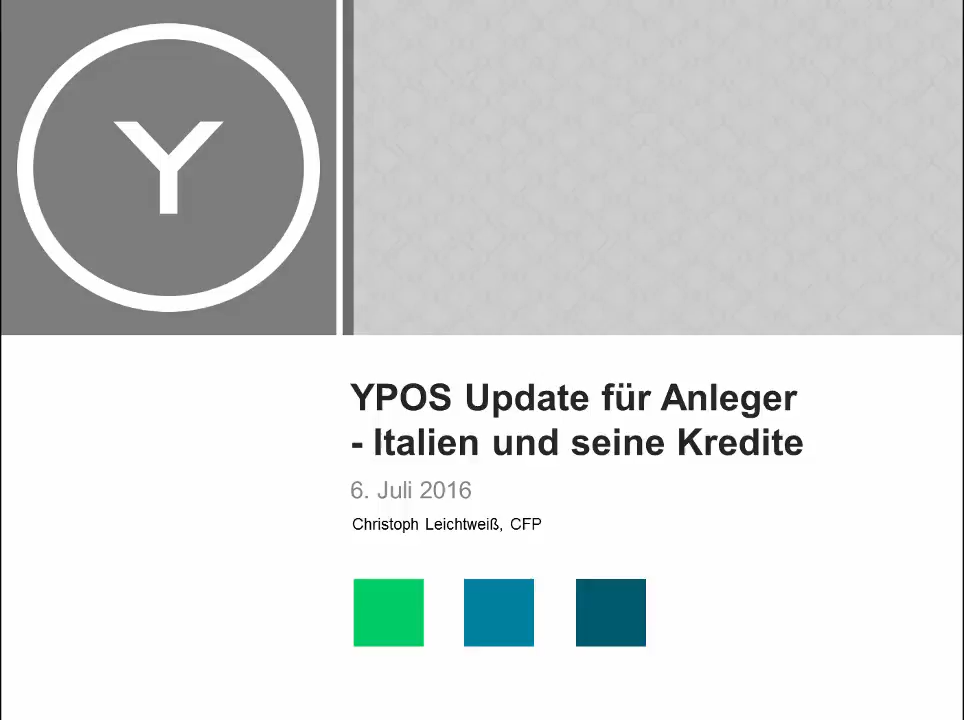 Y
YPOS Update für Anleger
- Italien und seine Kredite
6. Juli 2016
Christoph Leichtweiß, CFP